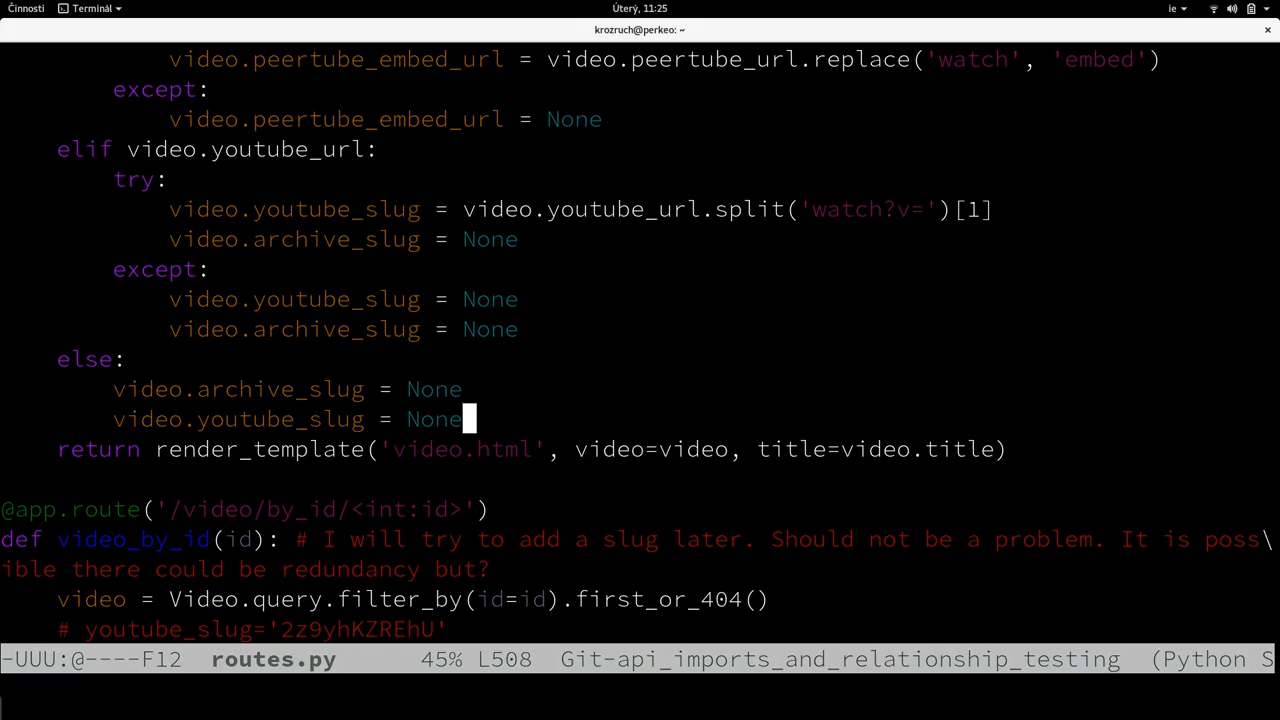 Činnosti Terminál Úterý, 11:25 ie
krozruch@perkeo: ~ ×
            video.peertube_embed_url = video.peertube_url.replace('watch', 'embed')
        except:
            video.peertube_embed_url = None
    elif video.youtube_url:
        try:
            video.youtube_slug = video.youtube_url.split('watch?v=')[1]
            video.archive_slug = None
        except:
            video.youtube_slug = None
            video.archive_slug = None
    else:
        video.archive_slug = None
        video.youtube_slug = None
    return render_template('video.html', video=video, title=video.title)

@app.route('/video/by_id/<int:id>')
def video_by_id(id): # I will try to add a slug later. Should not be a problem. It is poss\
ible there could be redundancy but?
    video = Video.query.filter_by(id=id).first_or_404()
    # youtube_slug='2z9yhKZREhU'
-UUU:@----F12  routes.py      45% L508  Git-api_imports_and_relationship_testing  (Python S